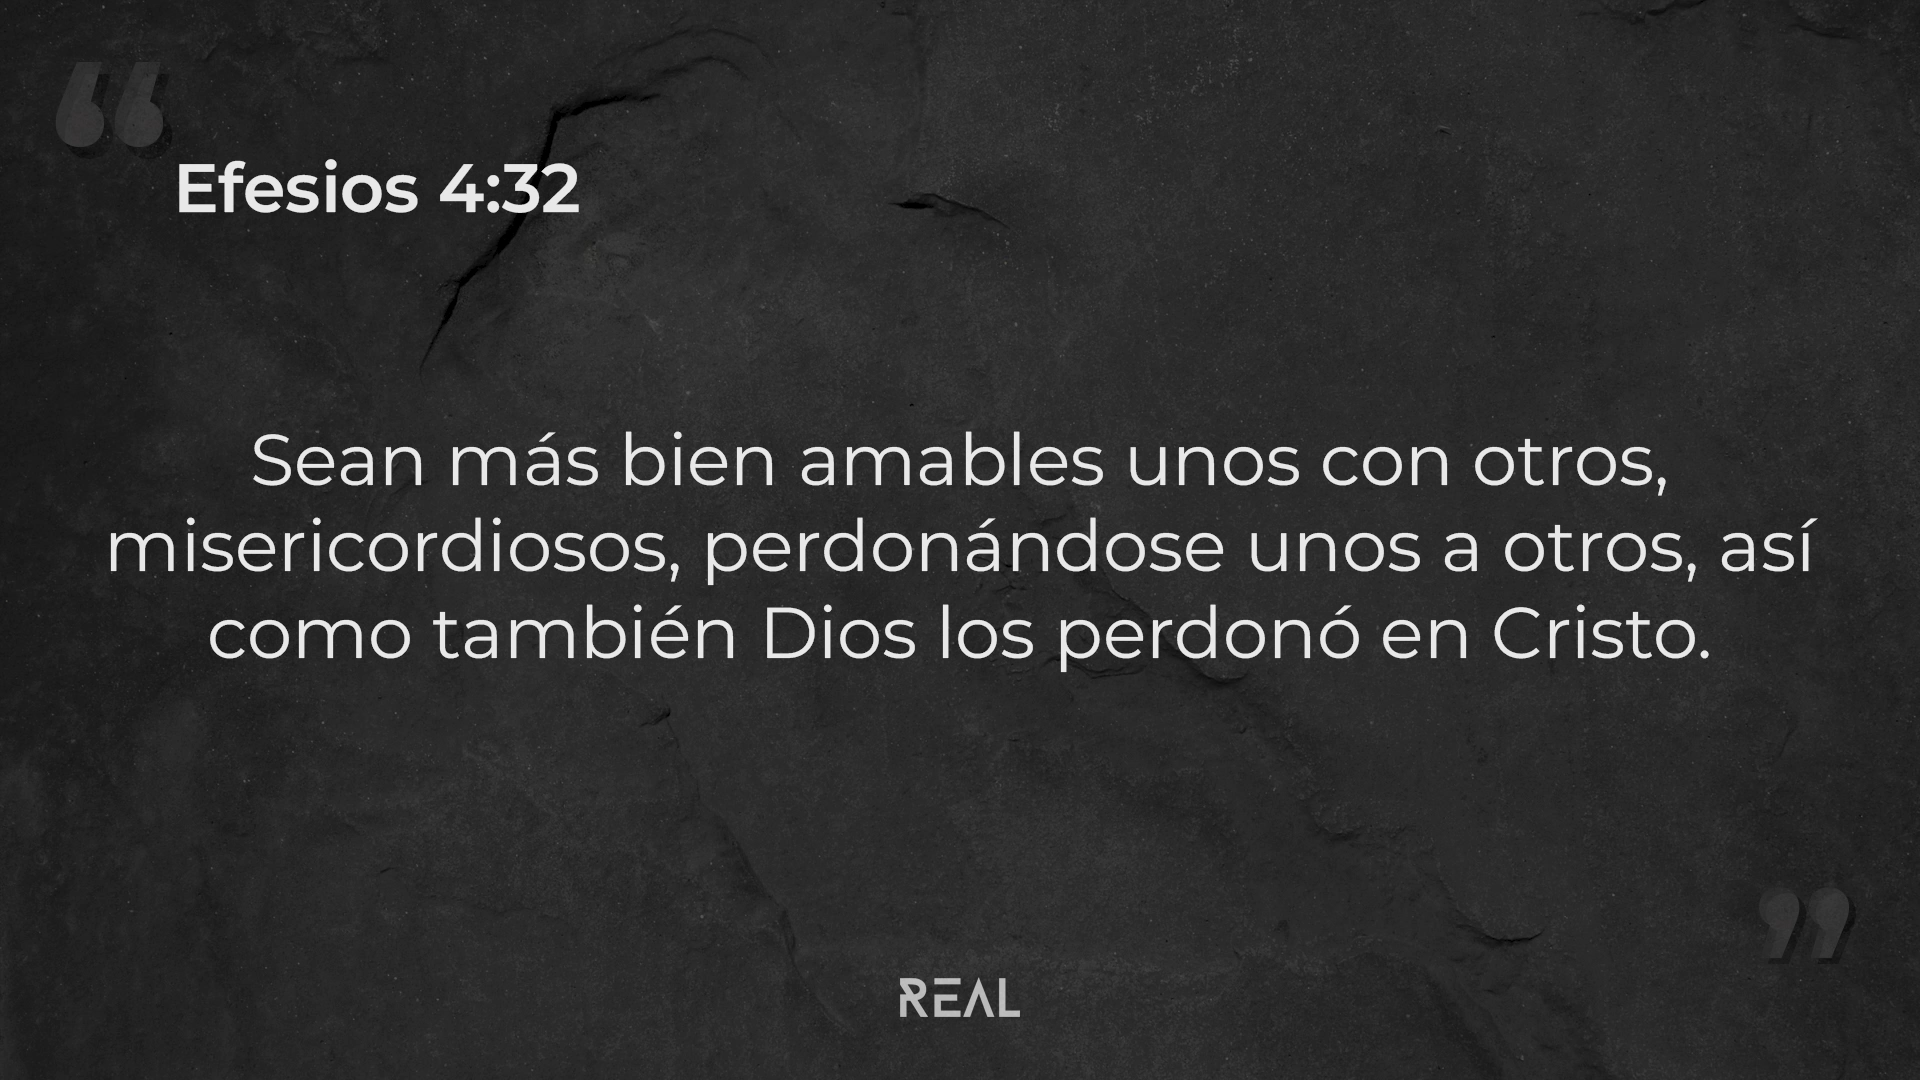 “
Efesios 4:32
Sean más bien amables unos con otros,
misericordiosos, perdonándose unos a otros, así
como también Dios los perdonó en Cristo.
”
REAL